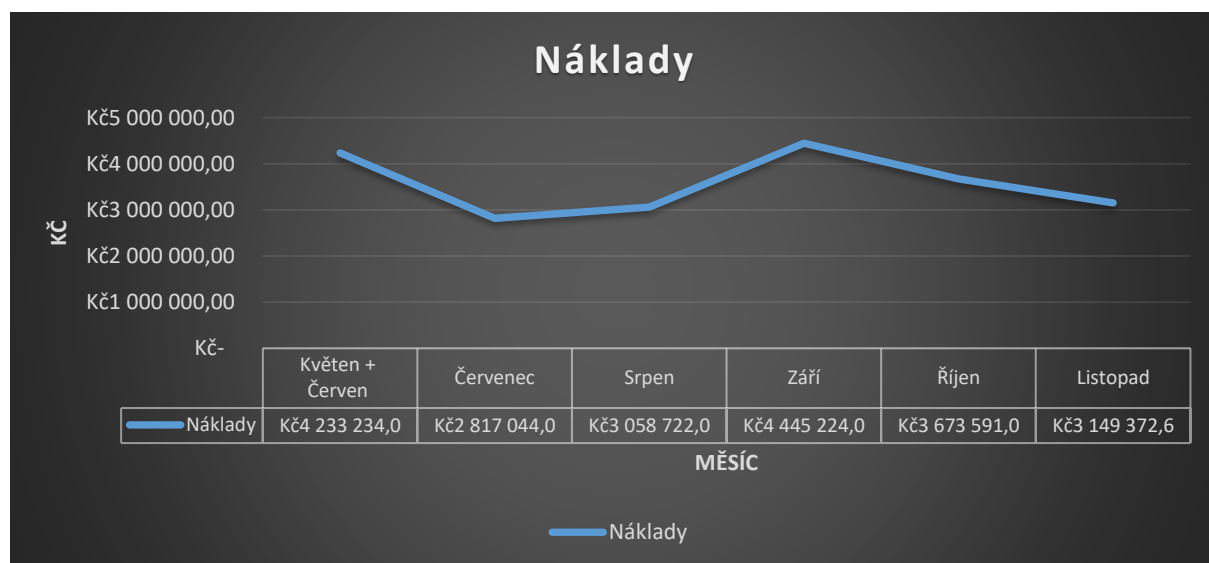 Náklady
Kč5 000 000,00
Kč4 000 000,00
Kč3 000 000,00
Kč2 000 000,00
Kč1 000 000,00
Kč-
KČ
Květen +
Červen
Červenec
Srpen
Září
Říjen
Listopad
Náklady Kč4 233 234,0 Kč2 817 044,0 Kč3 058 722,0 Kč4 445 224,0 Kč3 673 591,0 Kč3 149 372,6
MĚSÍC
Náklady